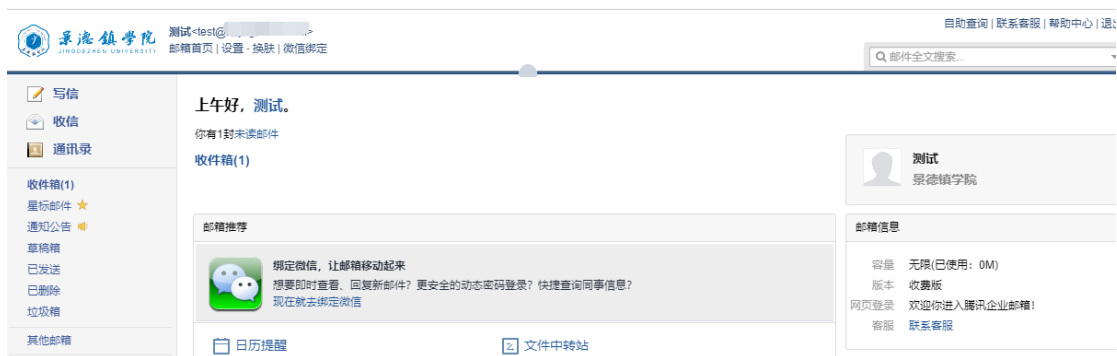 景德镇学院
JINGDEZHEN UNIVERSITY
测试<test@
>
邮箱首页 | 设置 - 换肤 | 微信绑定
自助查询 | 联系客服 | 帮助中心 |
邮件全文搜索...
写信
收信
通讯录
收件箱(1)
星标邮件
通知公告
草稿箱
已发送
已删除
垃圾箱
其他邮箱
上午好，测试。
你有1封未读邮件
收件箱(1)
邮箱推荐
绑定微信，让邮箱移动起来
想要即时查看、回复新邮件？更安全的动态密码登录？快捷查询同事信息？
现在就去绑定微信
日历提醒
文件中转站
测试
景德镇学院
邮箱信息
容量 无限(已使用：0M)
版本 收费版
网页登录 欢迎你进入腾讯企业邮箱！
客服 联系客服